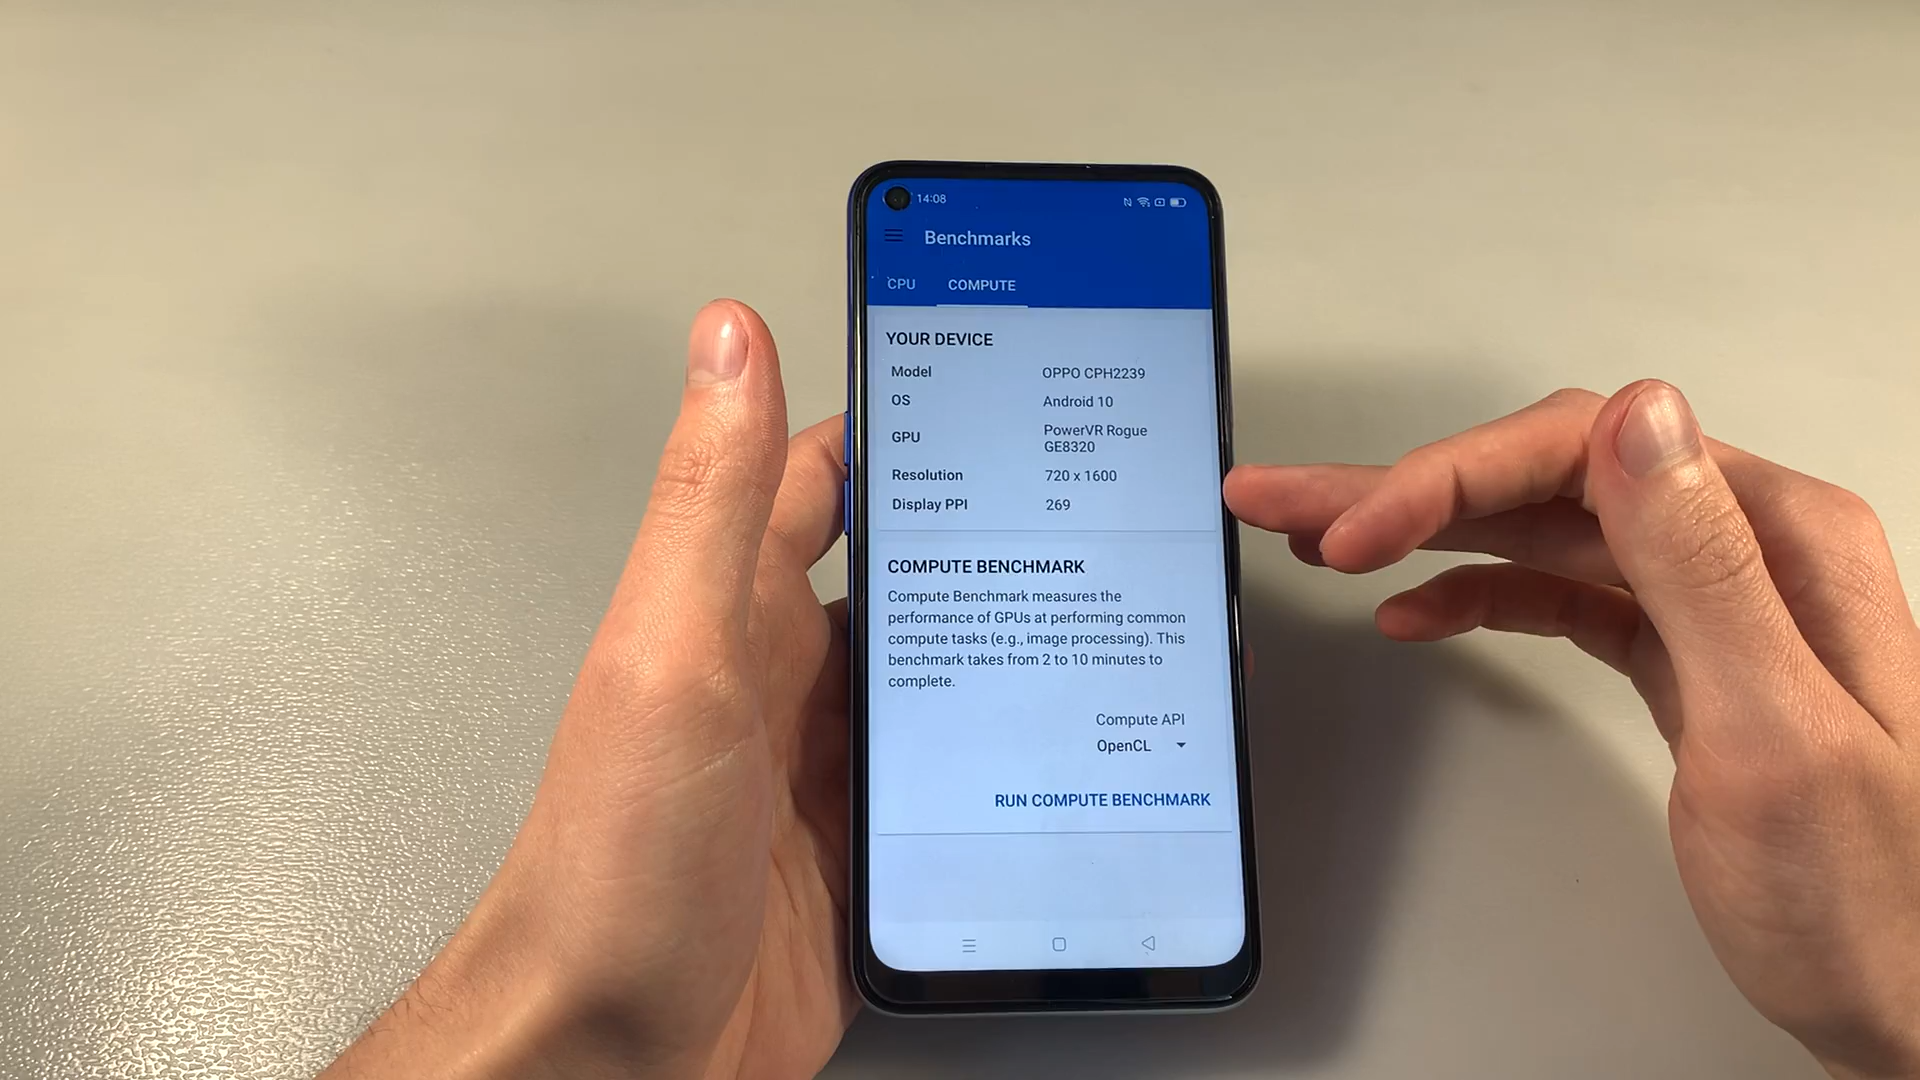 14:08
Benchmarks
CPU COMPUTE
YOUR DEVICE
Model OPPO CPH2239
OS Android 10
GPU PowerVR Rogue
GE8320
Resolution 720 x 1600
Display PPI 269
COMPUTE BENCHMARK
Compute Benchmark measures the
performance of GPUs at performing common
compute tasks (e.g., image processing). This
benchmark takes from 2 to 10 minutes to
complete.
Compute API
OpenCL
RUN COMPUTE BENCHMARK